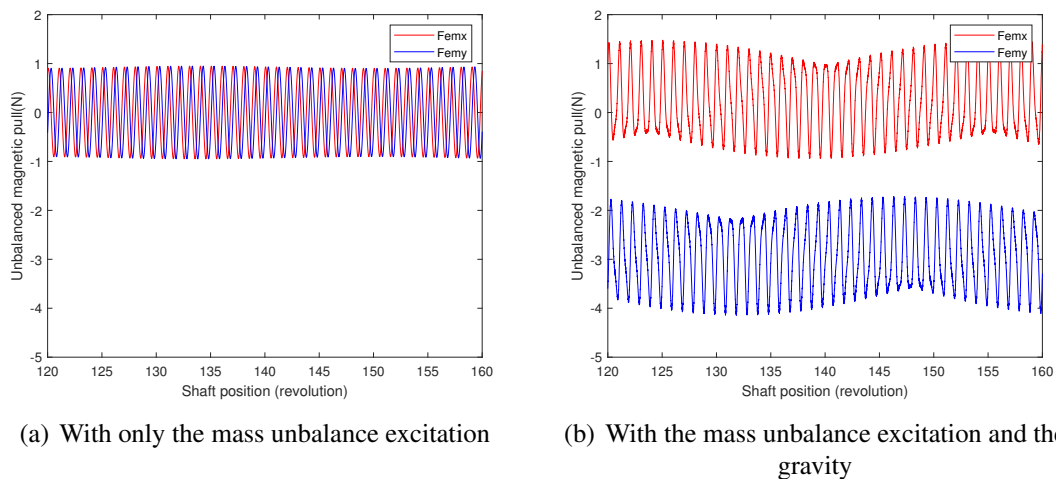 2
1
0
-1
-2
-3
-4
-5
Unbalanced magnetic pull(N)
Femx
Femy
120 125 130 135 140 145 150 155 160
Shaft position (revolution)
(a) With only the mass unbalance excitation
2
1
0
-1
-2
-3
-4
-5
Unbalanced magnetic pull(N)
Femx
Femy
120 125 130 135 140 145 150 155 160
Shaft position (revolution)
(b) With the mass unbalance excitation and the
gravity